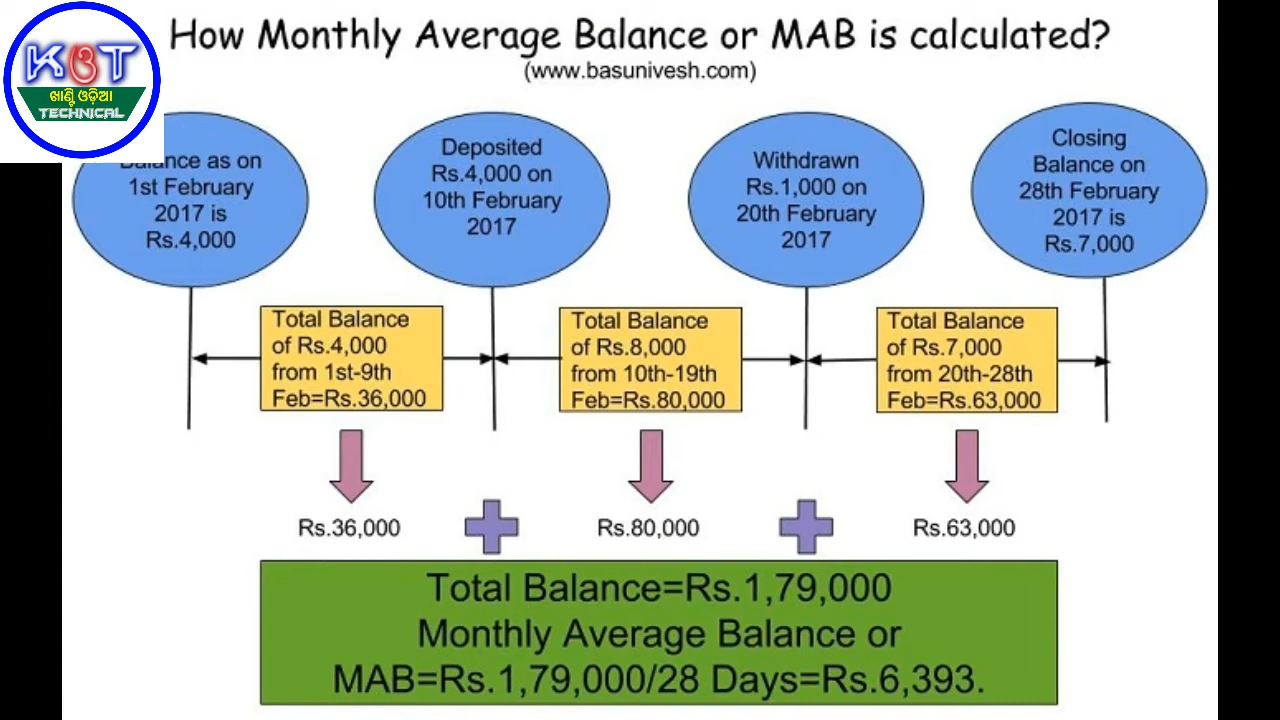 How Monthly Average Balance or MAB is calculated?
(www.basunivesh.com)
KOT
ଖାଣ୍ଟି ଓଡ଼ିଆ
TECHNICAL
Balance as on
1st February
2017 is
Rs.4,000
Deposited
Rs.4,000 on
10th February
2017
Withdrawn
Rs.1,000 on
20th February
2017
Closing
Balance on
28th February
2017 is
Rs.7,000
Total Balance
of Rs.4,000
from 1st-9th
Feb=Rs.36,000
Total Balance
of Rs.8,000
from 10th-19th
Feb=Rs.80,000
Total Balance
of Rs.7,000
from 20th-28th
Feb=Rs.63,000
Rs.36,000
Rs.80,000
Rs.63,000
Total Balance=Rs.1,79,000
Monthly Average Balance or
MAB=Rs.1,79,000/28 Days=Rs.6,393.